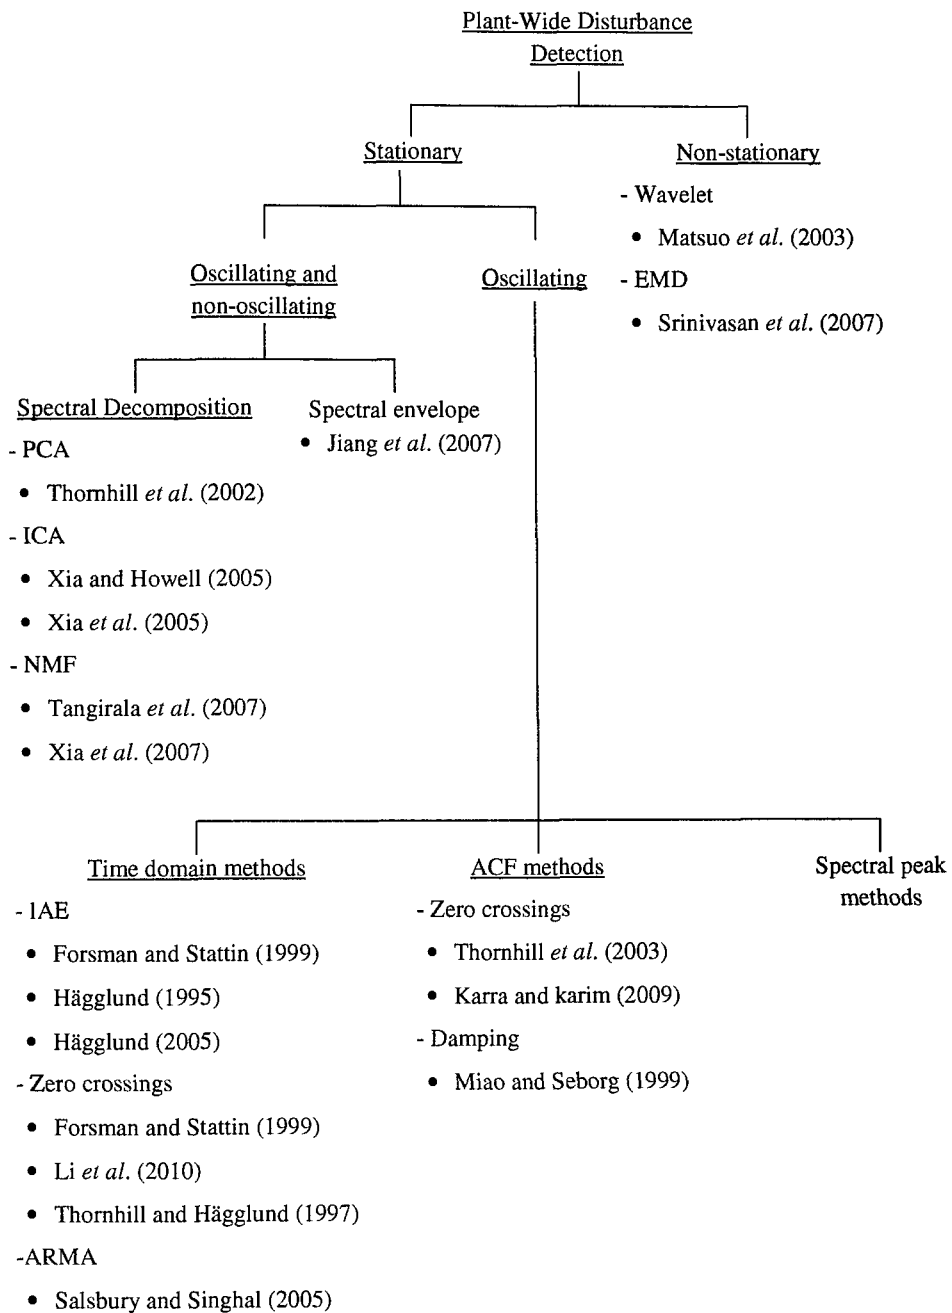 Plant-Wide Disturbance
Detection
Stationary
Non-stationary
- Wavelet
• Matsuo et al. (2003)
- EMD
• Srinivasan et al. (2007)
Oscillating and
non-oscillating
Oscillating
Spectral Decomposition
- PCA
• Thornhill et al. (2002)
- ICA
• Xia and Howell (2005)
• Xia et al. (2005)
- NMF
• Tangirala et al. (2007)
• Xia et al. (2007)
Spectral envelope
• Jiang et al. (2007)
Time domain methods
- IAE
• Forsman and Stattin (1999)
• Hägglund (1995)
• Hägglund (2005)
- Zero crossings
• Forsman and Stattin (1999)
• Li et al. (2010)
• Thornhill and Hägglund (1997)
-ARMA
• Salsbury and Singhal (2005)
ACF methods
- Zero crossings
• Thornhill et al. (2003)
• Karra and karim (2009)
- Damping
• Miao and Seborg (1999)
Spectral peak
methods